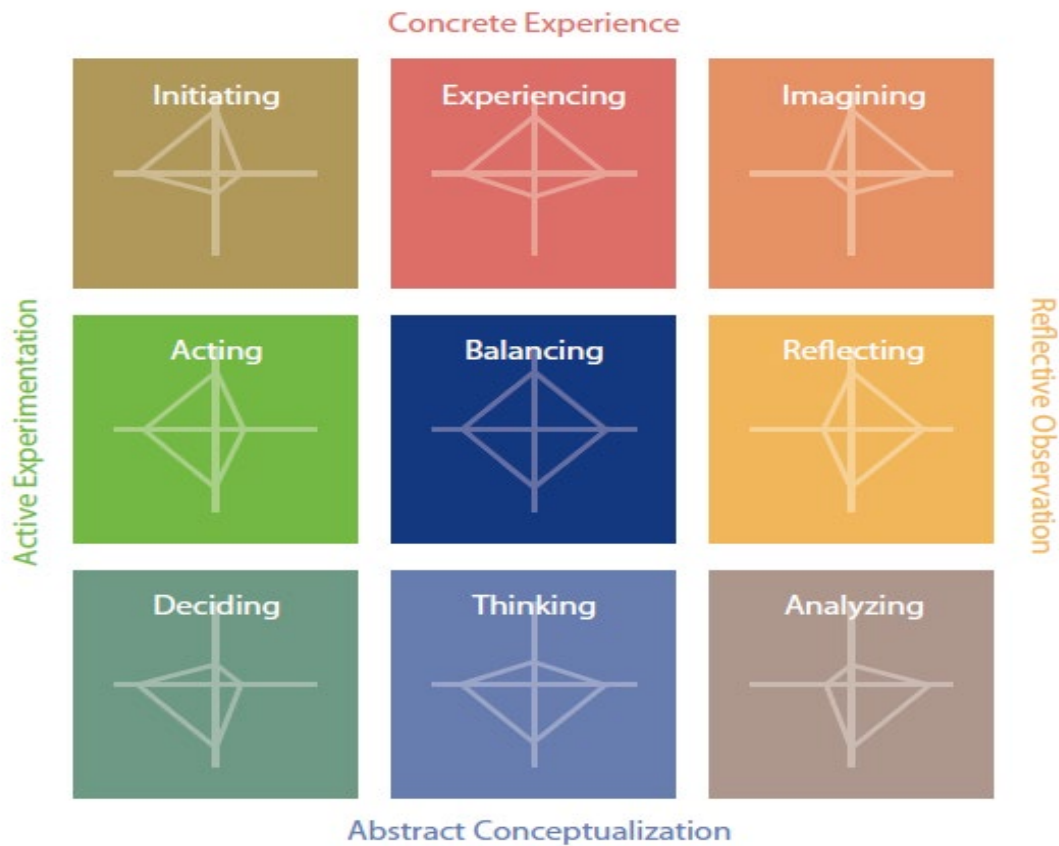 Concrete Experience
Initiating
Experiencing
Imagining
Active Experimentation
Acting
Balancing
Reflecting
Reflective Observation
Deciding
Thinking
Analyzing
Abstract Conceptualization